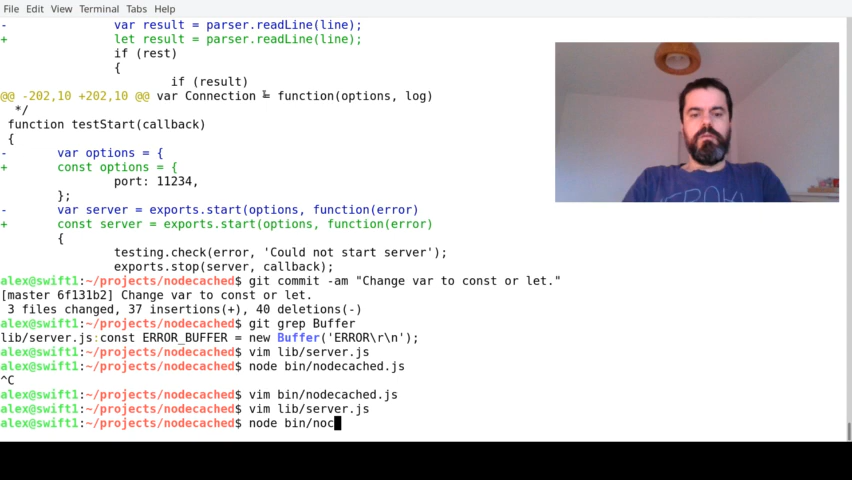 File Edit View Terminal Tabs Help
- var result = parser.readLine(line);
+ let result = parser.readLine(line);
if (rest)
{
if (result)
@@ -202,10 +202,10 @@ var Connection = function(options, log)
*/
function testStart(callback)
{
- var options = {
+ const options = {
port: 11234,
};
- var server = exports.start(options, function(error)
+ const server = exports.start(options, function(error)
{
testing.check(error, 'Could not start server');
exports.stop(server, callback);
alex@swift1:~/projects/nodecached$ git commit -am "Change var to const or let."
[master 6f131b2] Change var to const or let.
3 files changed, 37 insertions(+), 40 deletions(-)
alex@swift1:~/projects/nodecached$ git grep Buffer
lib/server.js:const ERROR_BUFFER = new Buffer('ERROR\r\n');
alex@swift1:~/projects/nodecached$ vim lib/server.js
alex@swift1:~/projects/nodecached$ node bin/nodecached.js
^C
alex@swift1:~/projects/nodecached$ vim bin/nodecached.js
alex@swift1:~/projects/nodecached$ vim lib/server.js
alex@swift1:~/projects/nodecached$ node bin/noc